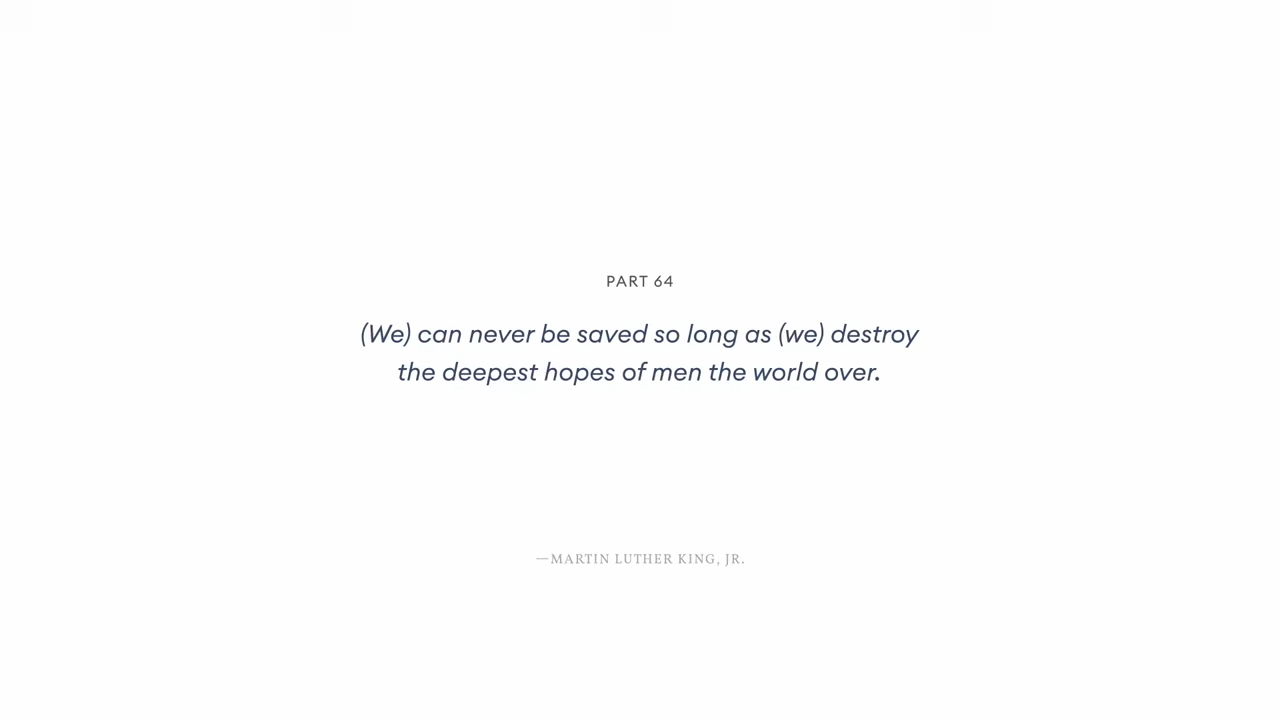 PART 64
(We) can never be saved so long as (we) destroy
the deepest hopes of men the world over.
—MARTIN LUTHER KING, JR.